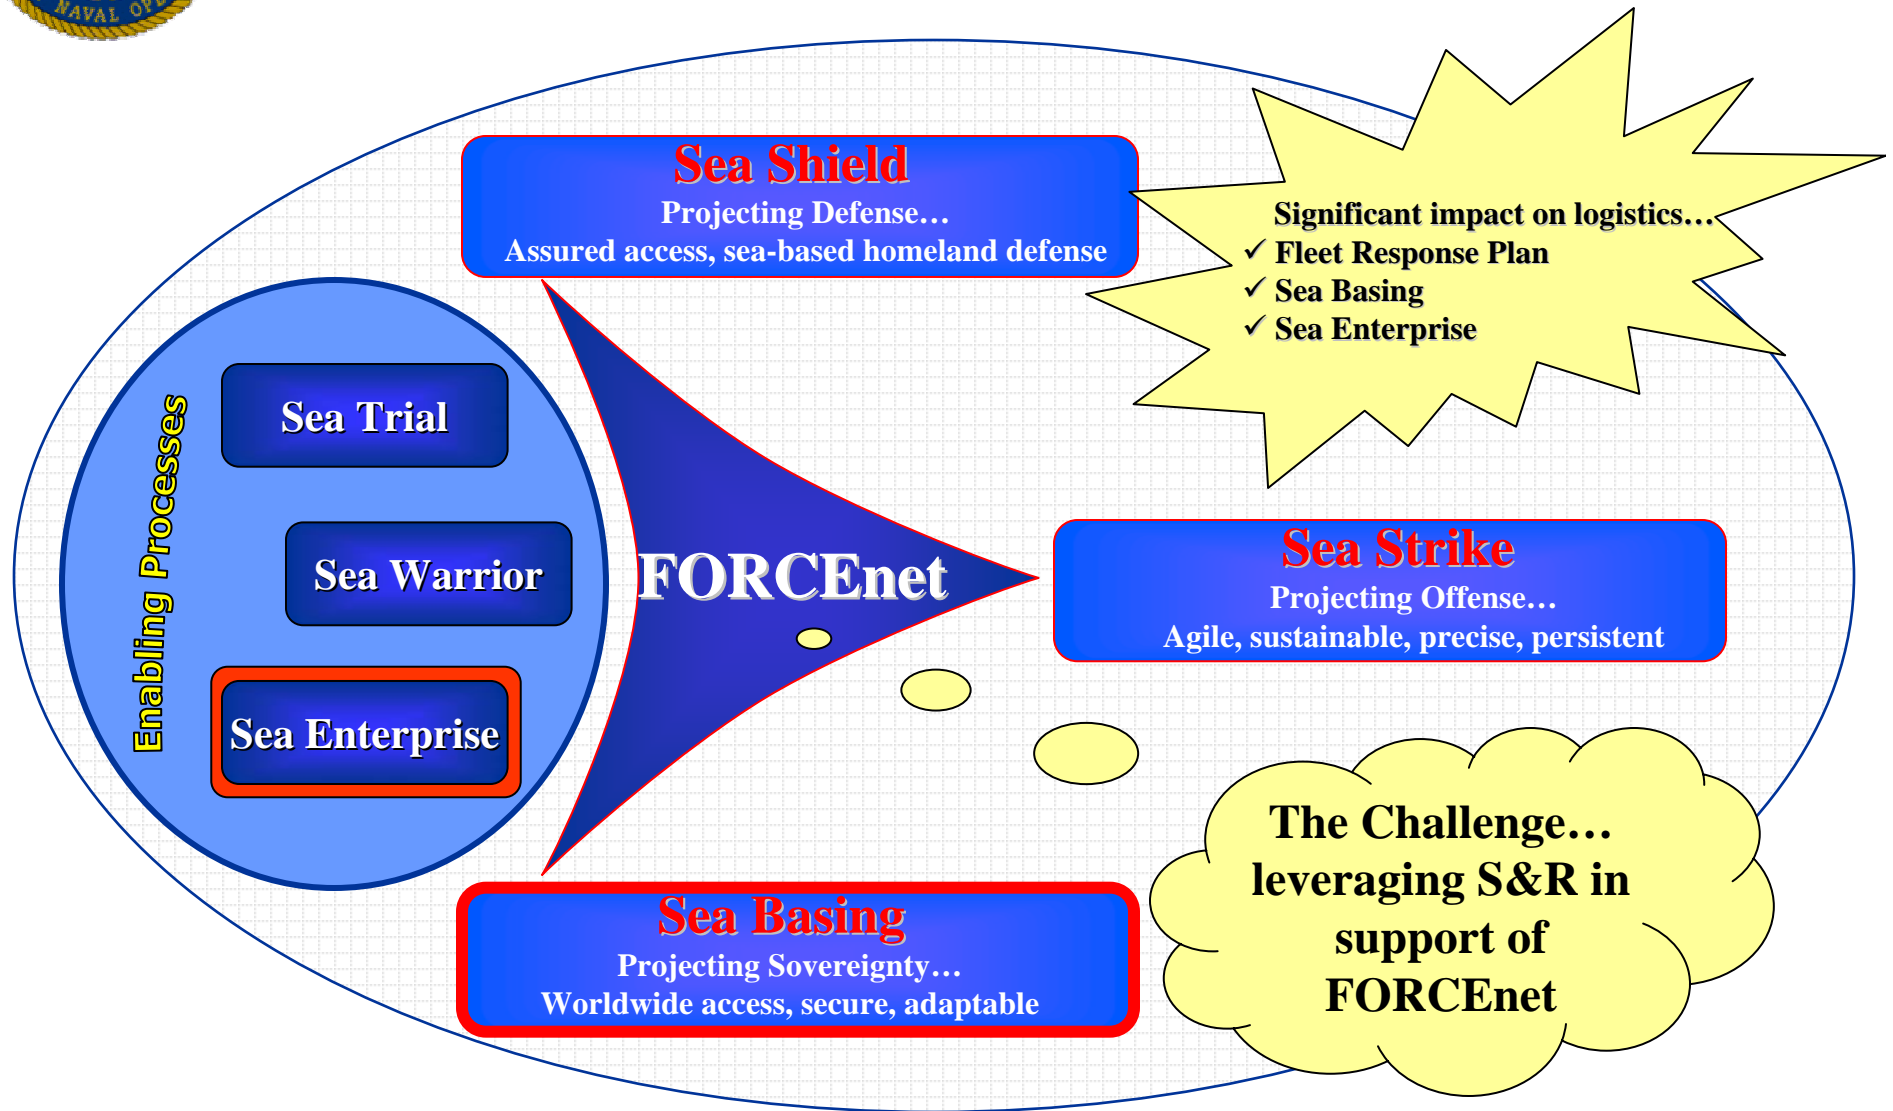 NAVAL OPE
Sea Shield
Projecting Defense…
Assured access, sea-based homeland defense
Significant impact on logistics…
✓ Fleet Response Plan
✓ Sea Basing
✓ Sea Enterprise
Enabling Processes
Sea Trial
Sea Warrior
Sea Enterprise
FORCEnet
Sea Strike
Projecting Offense…
Agile, sustainable, precise, persistent
Sea Basing
Projecting Sovereignty…
Worldwide access, secure, adaptable
The Challenge…
leveraging S&R in
support of
FORCEnet